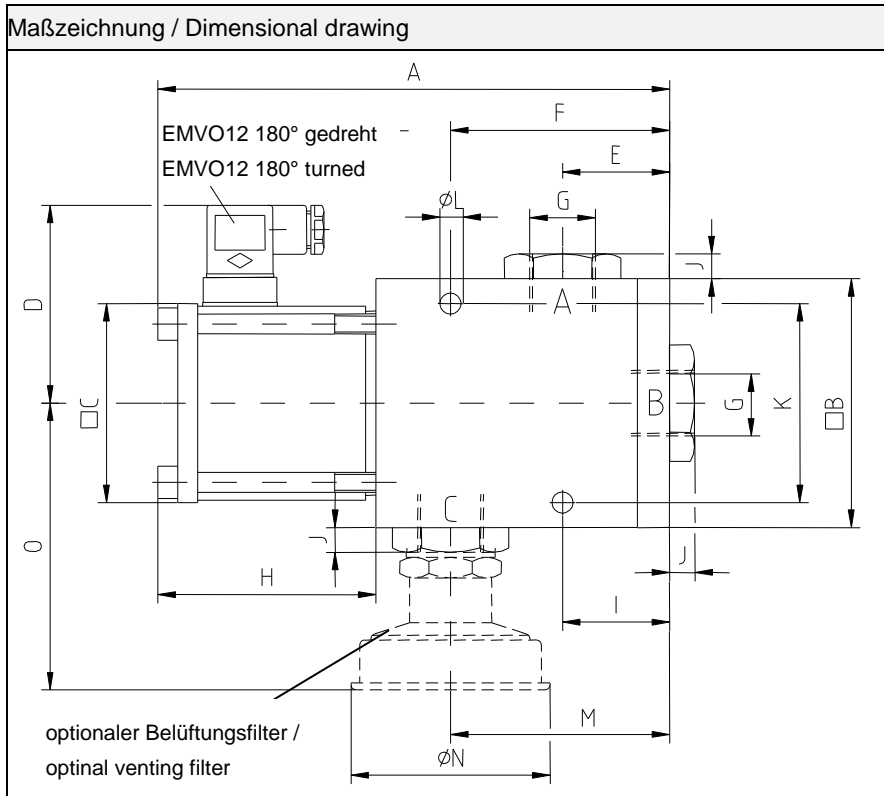 Maßzeichnung / Dimensional drawing
A
F
EMVO12 180° gedreht
EMVO12 180° turned
E
øL
G
J
D
A
□C
B
G
K
□B
C
O
J
J
H
I
M
optionaler Belüftungsfilter /
optinal venting filter
øN